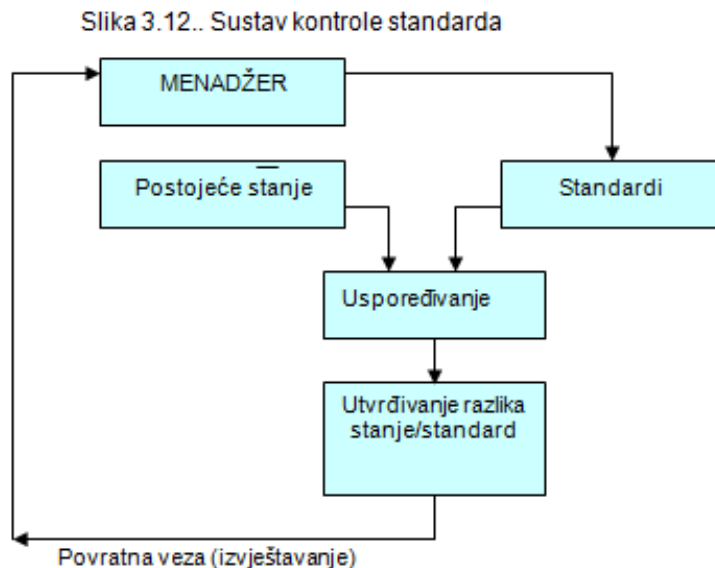 Slika 3.12.. Sustav kontrole standarda
MENADŽER
Postojeće stanje
Standardi
Uspoređivanje
Utvrđivanje razlika
stanje/standard
Povratna veza (izvještavanje)